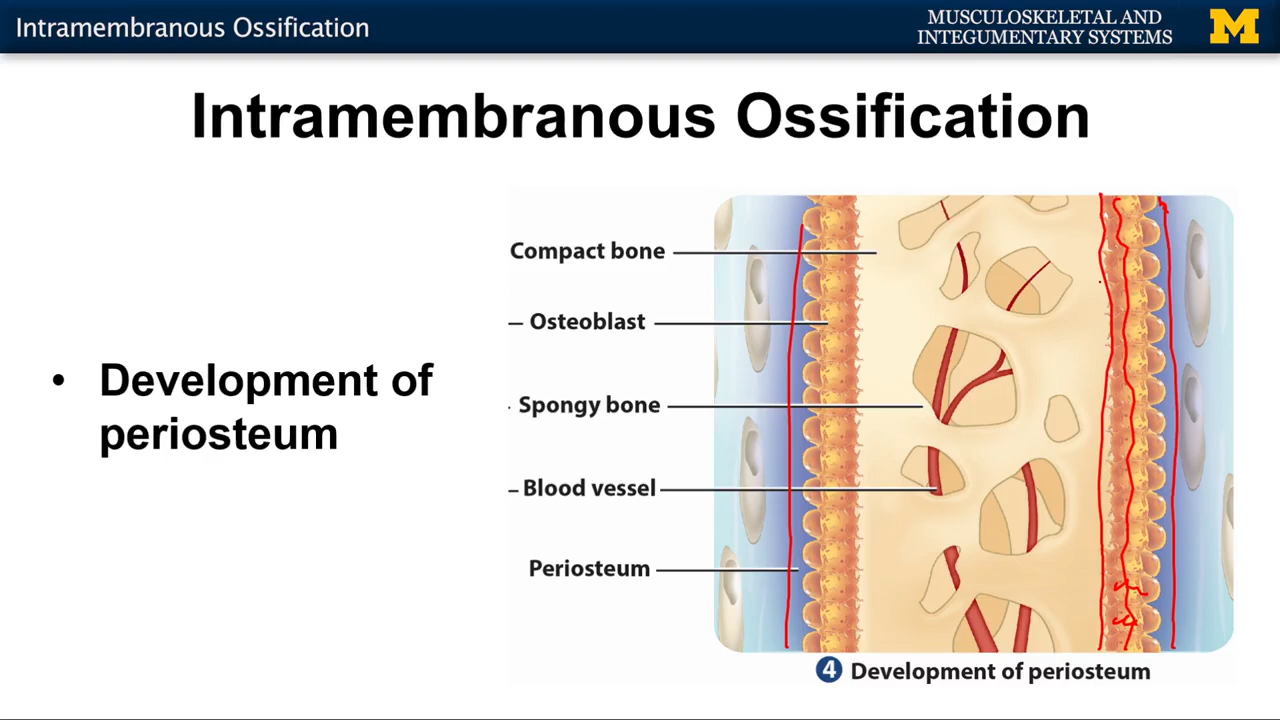 Intramembranous Ossification
MUSCULOSKELETAL AND
INTEGUMENTARY SYSTEMS
M
Intramembranous Ossification
• Development of
periosteum
Compact bone
Osteoblast
Spongy bone
Blood vessel
Periosteum
4 Development of periosteum